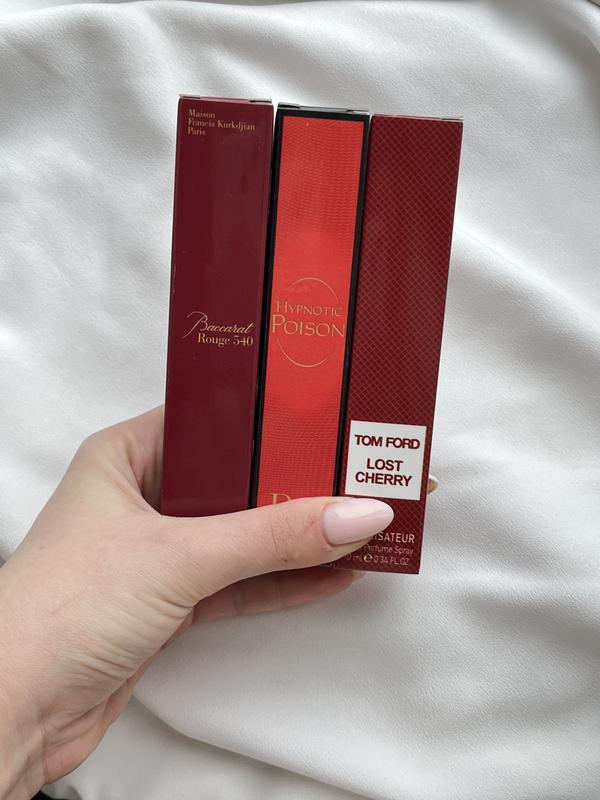 Maison
Francis Kurkdjian
Paris
Baccarat
Rouge 540
HYPNOTIC
POISON
TOM FORD
LOST
CHERRY
Perfume Spray
ml e 0.34 FL.OZ.